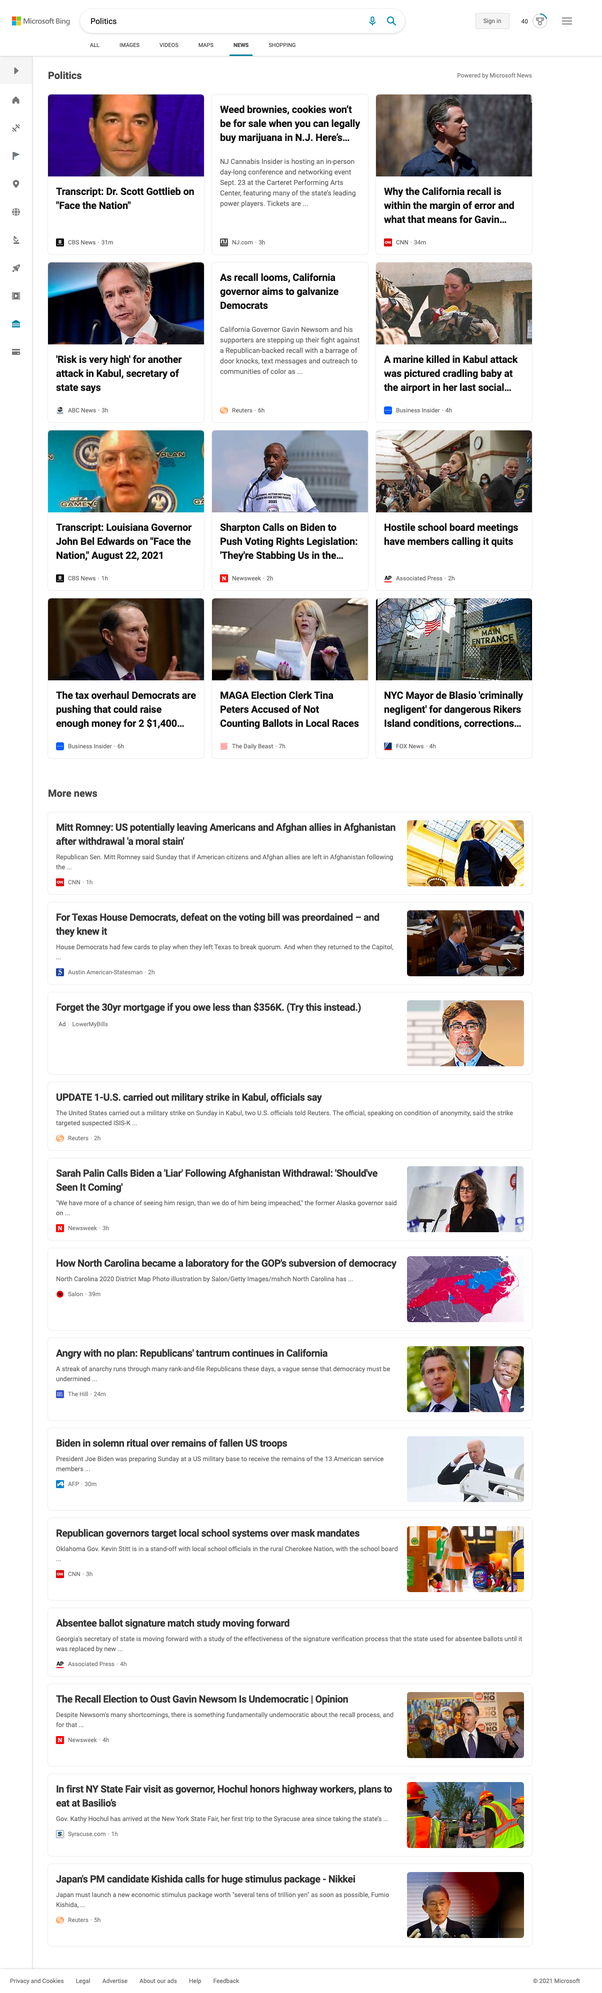 Microsoft Bing
Politics
Sign in
40
ALL
IMAGES
VIDEOS
MAPS
NEWS
SHOPPING
Politics
Powered by Microsoft News
Transcript: Dr. Scott Gottlieb on
"Face the Nation"
CBS News · 31m
Weed brownies, cookies won't
be for sale when you can legally
buy marijuana in N.J. Here's...
NJ Cannabis Insider is hosting an in-person
day-long conference and networking event
Sept. 23 at the Carteret Performing Arts
Center, featuring many of the state's leading
power players. Tickets are ...
NJ.com · 3h
Why the California recall is
within the margin of error and
what that means for Gavin...
CNN · 34m
'Risk is very high' for another
attack in Kabul, secretary of
state says
ABC News · 3h
As recall looms, California
governor aims to galvanize
Democrats
California Governor Gavin Newsom and his
supporters are stepping up their fight against
a Republican-backed recall with a barrage of
door knocks, text messages and outreach to
communities of color as ...
Reuters · 6h
A marine killed in Kabul attack
was pictured cradling baby at
the airport in her last social...
Business Insider · 4h
Transcript: Louisiana Governor
John Bel Edwards on "Face the
Nation," August 22, 2021
CBS News · 1h
Sharpton Calls on Biden to
Push Voting Rights Legislation:
'They're Stabbing Us in the...
Newsweek · 2h
Hostile school board meetings
have members calling it quits
AP Associated Press · 2h
MAIN
ENTRANCE
The tax overhaul Democrats are
pushing that could raise
enough money for 2 $1,400...
Business Insider · 6h
MAGA Election Clerk Tina
Peters Accused of Not
Counting Ballots in Local Races
The Daily Beast · 7h
NYC Mayor de Blasio 'criminally
negligent' for dangerous Rikers
Island conditions, corrections...
FOX News · 4h
More news
Mitt Romney: US potentially leaving Americans and Afghan allies in Afghanistan
after withdrawal 'a moral stain'
Republican Sen. Mitt Romney said Sunday that if American citizens and Afghan allies are left in Afghanistan following
the ...
CNN · 1h
For Texas House Democrats, defeat on the voting bill was preordained – and
they knew it
House Democrats had few cards to play when they left Texas to break quorum. And when they returned to the Capitol,
...
Austin American-Statesman · 2h
Forget the 30yr mortgage if you owe less than $356K. (Try this instead.)
Ad LowerMyBills
UPDATE 1-U.S. carried out military strike in Kabul, officials say
The United States carried out a military strike on Sunday in Kabul, two U.S. officials told Reuters. The official, speaking on condition of anonymity, said the strike
targeted suspected ISIS-K ...
Reuters · 2h
Sarah Palin Calls Biden a 'Liar' Following Afghanistan Withdrawal: 'Should've
Seen It Coming'
"We have more of a chance of seeing him resign, than we do of him being impeached," the former Alaska governor said
on ...
Newsweek · 3h
How North Carolina became a laboratory for the GOP's subversion of democracy
North Carolina 2020 District Map Photo illustration by Salon/Getty Images/mshch North Carolina has ...
Salon · 39m
Angry with no plan: Republicans' tantrum continues in California
A streak of anarchy runs through many rank-and-file Republicans these days, a vague sense that democracy must be
undermined ...
The Hill · 24m
Biden in solemn ritual over remains of fallen US troops
President Joe Biden was preparing Sunday at a US military base to receive the remains of the 13 American service
members ...
AFP · 30m
Republican governors target local school systems over mask mandates
Oklahoma Gov. Kevin Stitt is in a stand-off with local school officials in the rural Cherokee Nation, with the school board
...
CNN · 3h
Absentee ballot signature match study moving forward
Georgia's secretary of state is moving forward with a study of the effectiveness of the signature verification process that the state used for absentee ballots until it
was replaced by new ...
AP Associated Press · 4h
The Recall Election to Oust Gavin Newsom Is Undemocratic | Opinion
Despite Newsom's many shortcomings, there is something fundamentally undemocratic about the recall process, and
for that ...
Newsweek · 4h
In first NY State Fair visit as governor, Hochul honors highway workers, plans to
eat at Basilio's
Gov. Kathy Hochul has arrived at the New York State Fair, her first trip to the Syracuse area since taking the state's ...
Syracuse.com · 1h
Japan's PM candidate Kishida calls for huge stimulus package - Nikkei
Japan must launch a new economic stimulus package worth "several tens of trillion yen" as soon as possible, Fumio
Kishida, ...
Reuters · 5h
Privacy and Cookies
Legal
Advertise
About our ads
Help
Feedback
© 2021 Microsoft